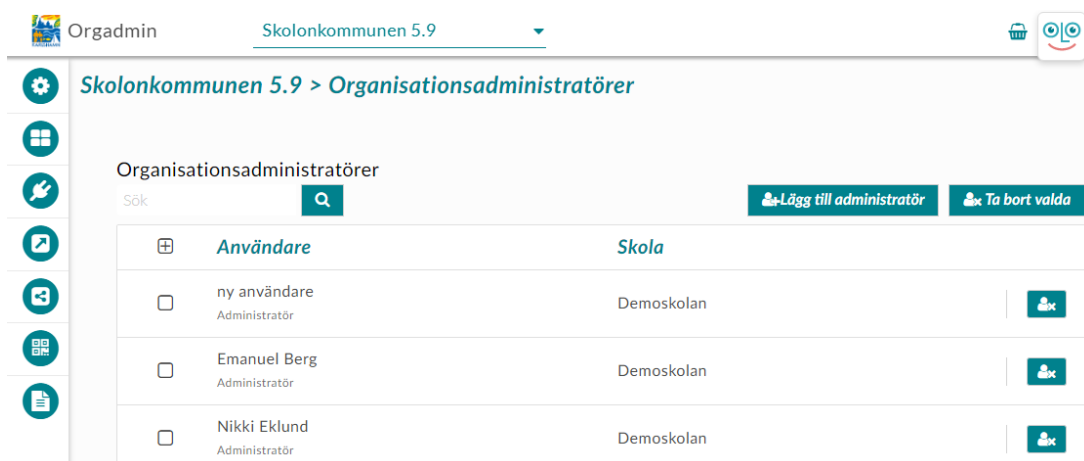 Orgadmin Skolonkommunen 5.9
Skolonkommunen 5.9 > Organisationsadministratörer
Organisationsadministratörer
Sök Lägg till administratör Ta bort valda
Användare Skola
ny användare
Administratör
Demoskolan
Emanuel Berg
Administratör
Demoskolan
Nikki Eklund
Administratör
Demoskolan